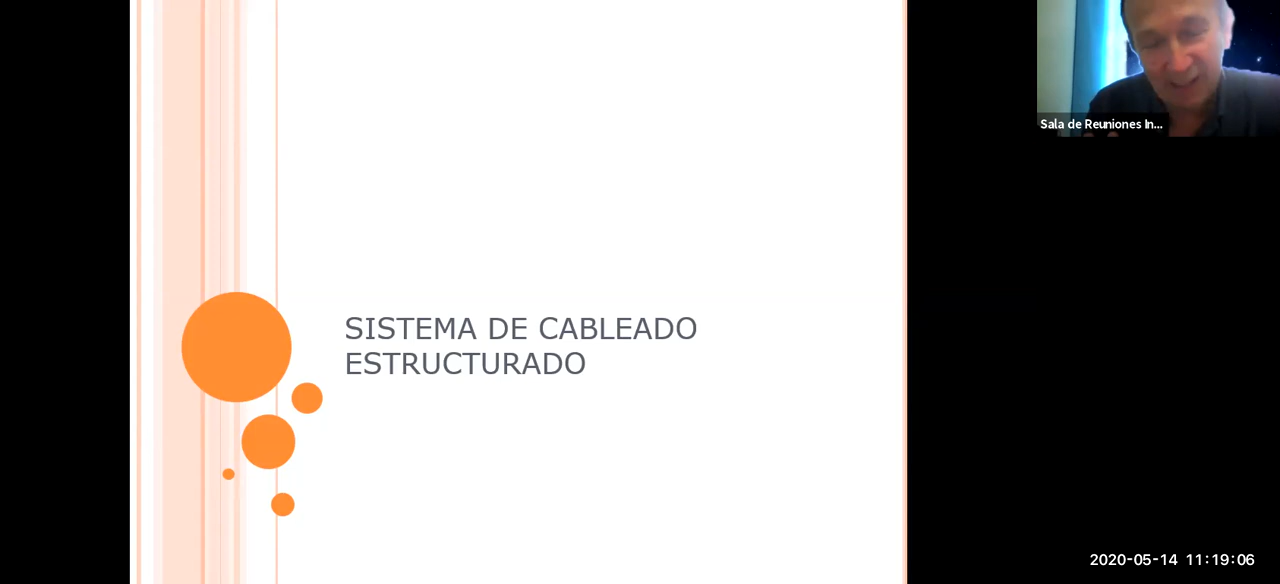 Sala de Reuniones In...
SISTEMA DE CABLEADO
ESTRUCTURADO
2020-05-14 11:19:06